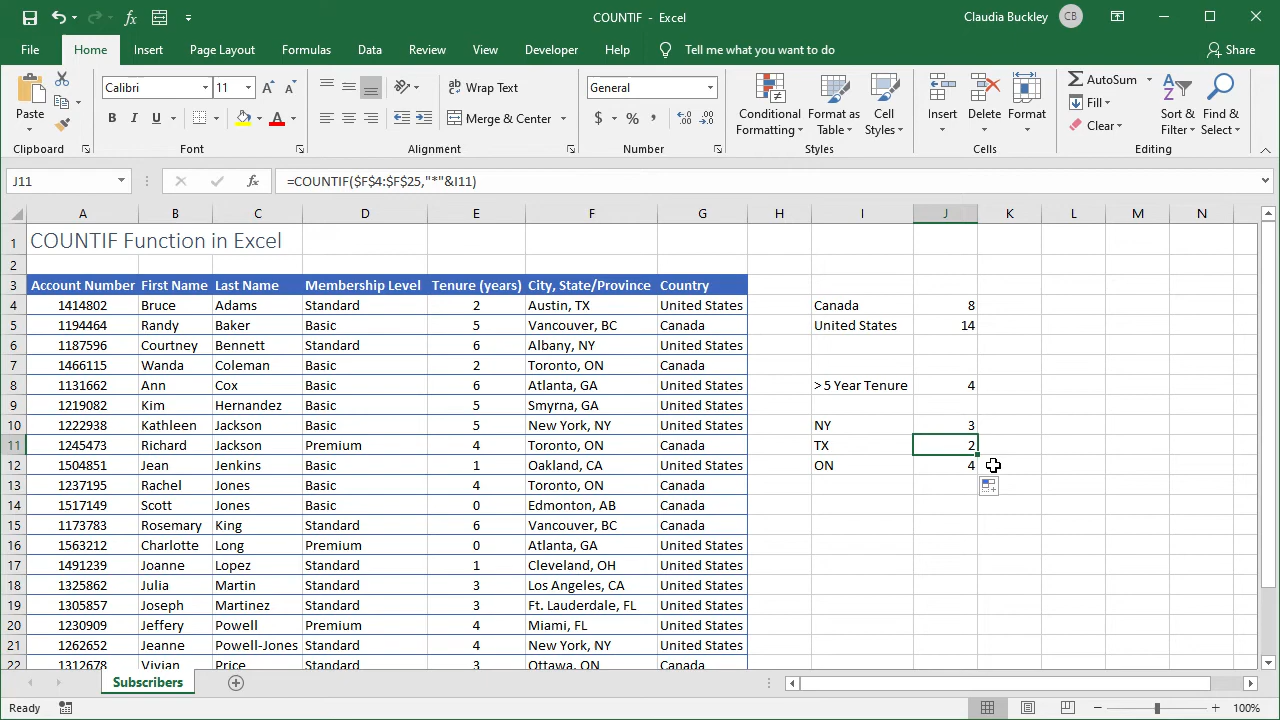 COUNTIF - Excel
Claudia Buckley CB
File Home Insert Page Layout Formulas Data Review View Developer Help Tell me what you want to do Share
Paste Calibri 11 A A Wrap Text General Conditional Formatting Format as Table Cell Styles Insert Delete Format AutoSum Fill Clear Sort & Filter Find & Select
B I U A Merge & Center $ % ,
Clipboard Font Alignment Number Styles Cells Editing
J11 fx =COUNTIF($F$4:$F$25,"*"&I11)
A B C D E F G H I J K L M N
1 COUNTIF Function in Excel
2
3 Account Number First Name Last Name Membership Level Tenure (years) City, State/Province Country
4 1414802 Bruce Adams Standard 2 Austin, TX United States Canada 8
5 1194464 Randy Baker Basic 5 Vancouver, BC Canada United States 14
6 1187596 Courtney Bennett Standard 6 Albany, NY United States
7 1466115 Wanda Coleman Basic 2 Toronto, ON Canada
8 1131662 Ann Cox Basic 6 Atlanta, GA United States > 5 Year Tenure 4
9 1219082 Kim Hernandez Basic 5 Smyrna, GA United States
10 1222938 Kathleen Jackson Basic 5 New York, NY United States NY 3
11 1245473 Richard Jackson Premium 4 Toronto, ON Canada TX 2
12 1504851 Jean Jenkins Basic 1 Oakland, CA United States ON 4
13 1237195 Rachel Jones Basic 4 Toronto, ON Canada
14 1517149 Scott Jones Basic 0 Edmonton, AB Canada
15 1173783 Rosemary King Standard 6 Vancouver, BC Canada
16 1563212 Charlotte Long Premium 0 Atlanta, GA United States
17 1491239 Joanne Lopez Standard 1 Cleveland, OH United States
18 1325862 Julia Martin Standard 3 Los Angeles, CA United States
19 1305857 Joseph Martinez Standard 3 Ft. Lauderdale, FL United States
20 1230909 Jeffery Powell Premium 4 Miami, FL United States
21 1262652 Jeanne Powell-Jones Standard 4 New York, NY United States
22 1312678 Vivian Price Standard 3 Ottawa, ON Canada
Subscribers
Ready 100%